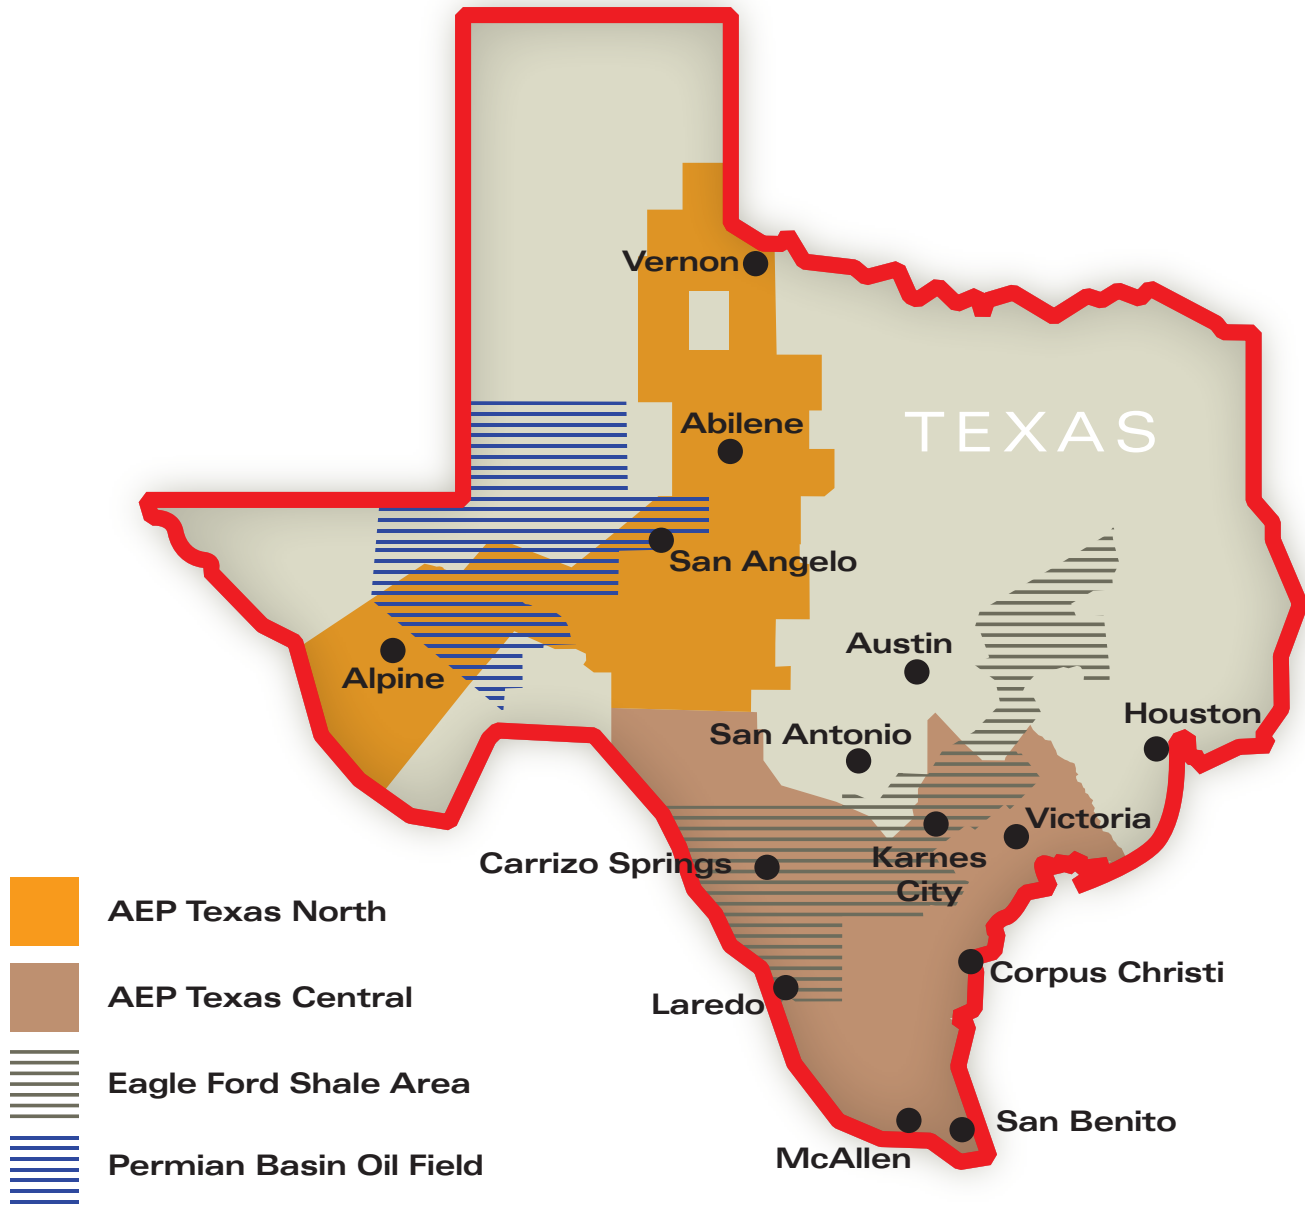 Vernon
Abilene
TEXAS
San Angelo
Austin
Alpine
Houston
San Antonio
Victoria
Carrizo Springs
Karnes
City
Corpus Christi
Laredo
San Benito
McAllen
AEP Texas North
AEP Texas Central
Eagle Ford Shale Area
Permian Basin Oil Field